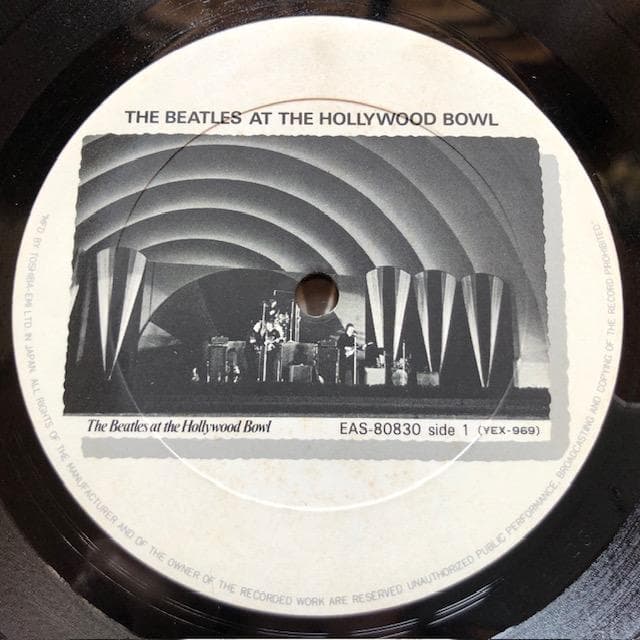 THE BEATLES AT THE HOLLYWOOD BOWL
The Beatles at the Hollywood Bowl
EAS-80830 side 1 (YEX-969)
MF'D BY TOSHIBA-EMI LTD. IN JAPAN. ALL RIGHTS OF THE MANUFACTURER AND OF THE OWNER OF THE RECORDED WORK ARE RESERVED UNAUTHORIZED PUBLIC PERFORMANCE, BROADCASTING AND COPYING OF THE RECORD PROHIBITED.